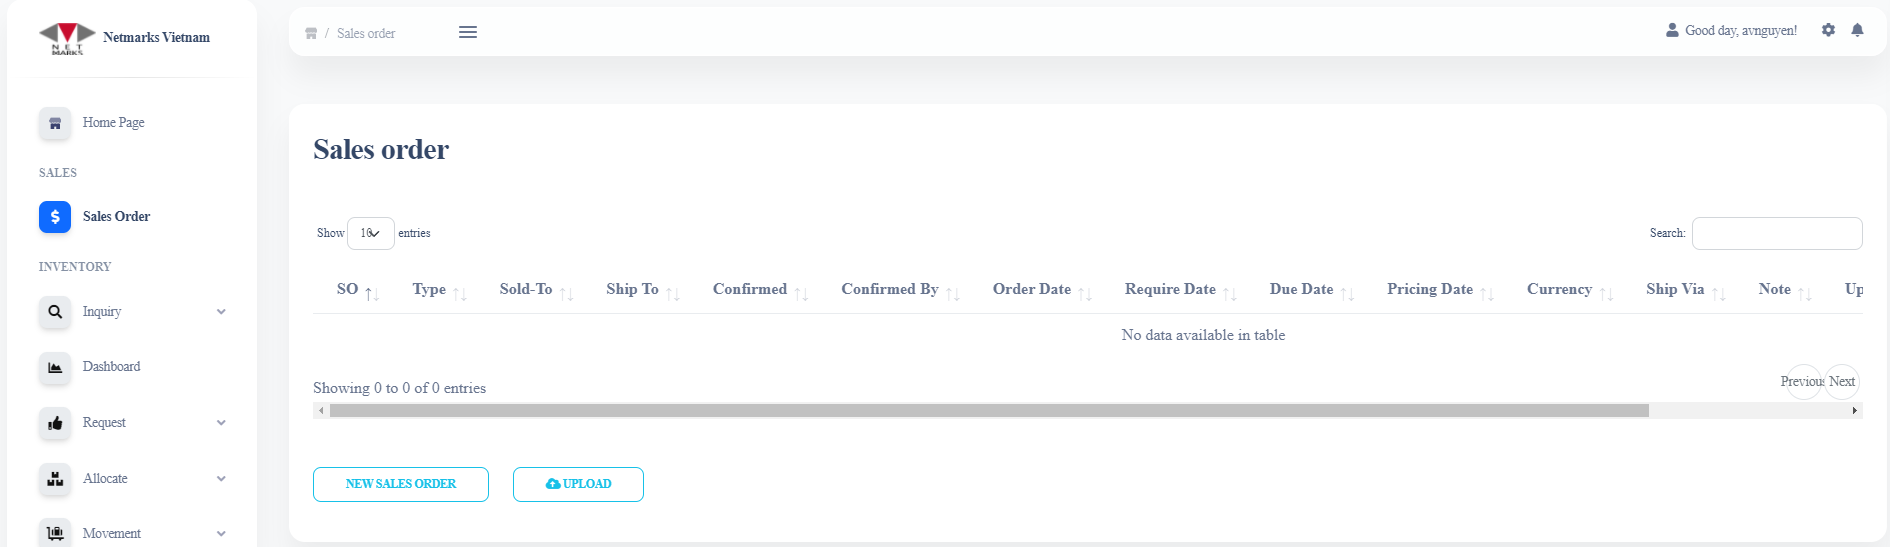 NET
MARKS
Netmarks Vietnam
Home Page
SALES
Sales Order
INVENTORY
Inquiry
Dashboard
Request
Allocate
Movement
/ Sales order
Good day, avnguyen!
Sales order
Show 10 entries
Search:
SO Type Sold-To Ship To Confirmed Confirmed By Order Date Require Date Due Date Pricing Date Currency Ship Via Note Up
No data available in table
Showing 0 to 0 of 0 entries
Previous Next
NEW SALES ORDER UPLOAD